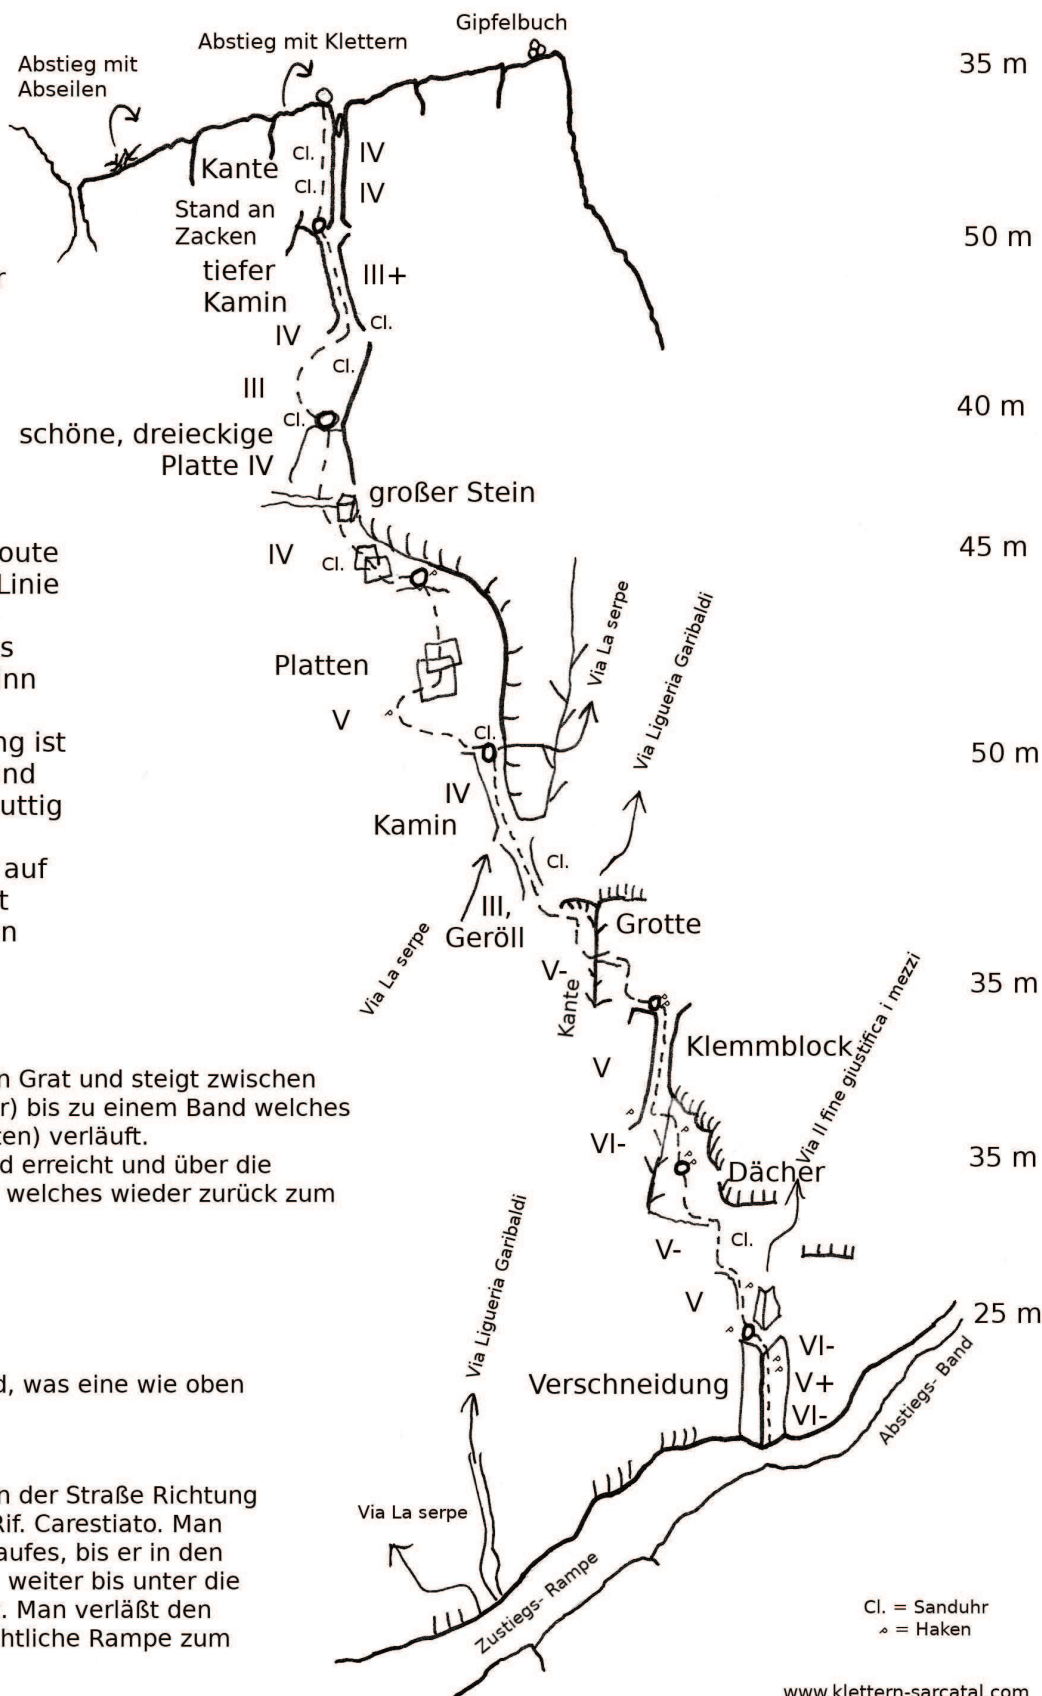 Gipfelbuch
Abstieg mit Klettern
Abstieg mit
Abseilen
35 m
Cl.
IV
Kante
Cl.
IV
Stand an
Zacken
50 m
tiefer
Kamin
III+
r
IV
Cl.
Cl.
III
40 m
Cl.
schöne, dreieckige
Platte IV
großer Stein
oute
IV
Cl.
45 m
Linie
s
Platten
Via La serpe
Via Ligueria Garibaldi
inn
V
Cl.
ng ist
50 m
nd
IV
uttig
Kamin
auf
Cl.
t
III,
Geröll
Grotte
n
Via La serpe
V-
Kante
35 m
Klemmblock
Via Il fine giustifica i mezzi
V
n Grat und steigt zwischen
r) bis zu einem Band welches
ten) verläuft.
VI-
35 m
d erreicht und über die
Dächer
welches wieder zurück zum
Via Ligueria Garibaldi
Cl.
V-
V
25 m
VI-
d, was eine wie oben
Verschneidung
V+
VI-
Abstiegs- Band
n der Straße Richtung
Via La serpe
Rif. Carestiato. Man
aufes, bis er in den
weiter bis unter die
. Man verläßt den
Zustiegs- Rampe
Cl. = Sanduhr
chtliche Rampe zum
= Haken
www.klettern-sarcatal.com